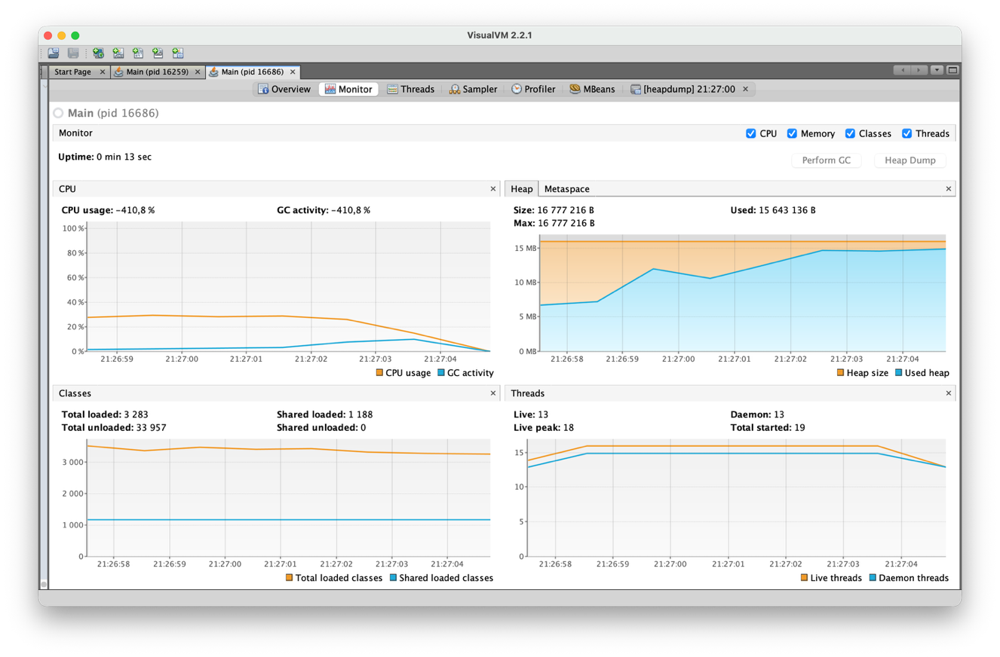 VisualVM 2.2.1
Start Page × Main (pid 16259) × Main (pid 16686) ×
Overview Monitor Threads Sampler Profiler MBeans [heapdump] 21:27:00 ×
Main (pid 16686)
Monitor CPU Memory Classes Threads
Uptime: 0 min 13 sec
Perform GC Heap Dump
CPU ×
CPU usage: −410,8 % GC activity: −410,8 %
100 %
80 %
60 %
40 %
20 %
0 %
21:26:59 21:27:00 21:27:01 21:27:02 21:27:03 21:27:04
CPU usage GC activity
Heap Metaspace ×
Size: 16 777 216 B Used: 15 643 136 B
Max: 16 777 216 B
15 MB
10 MB
5 MB
0 MB
21:26:58 21:26:59 21:27:00 21:27:01 21:27:02 21:27:03 21:27:04
Heap size Used heap
Classes ×
Total loaded: 3 283 Shared loaded: 1 188
Total unloaded: 33 957 Shared unloaded: 0
3 000
2 000
1 000
0
21:26:58 21:26:59 21:27:00 21:27:01 21:27:02 21:27:03 21:27:04
Total loaded classes Shared loaded classes
Threads ×
Live: 13 Daemon: 13
Live peak: 18 Total started: 19
15
10
5
0
21:26:58 21:26:59 21:27:00 21:27:01 21:27:02 21:27:03 21:27:04
Live threads Daemon threads